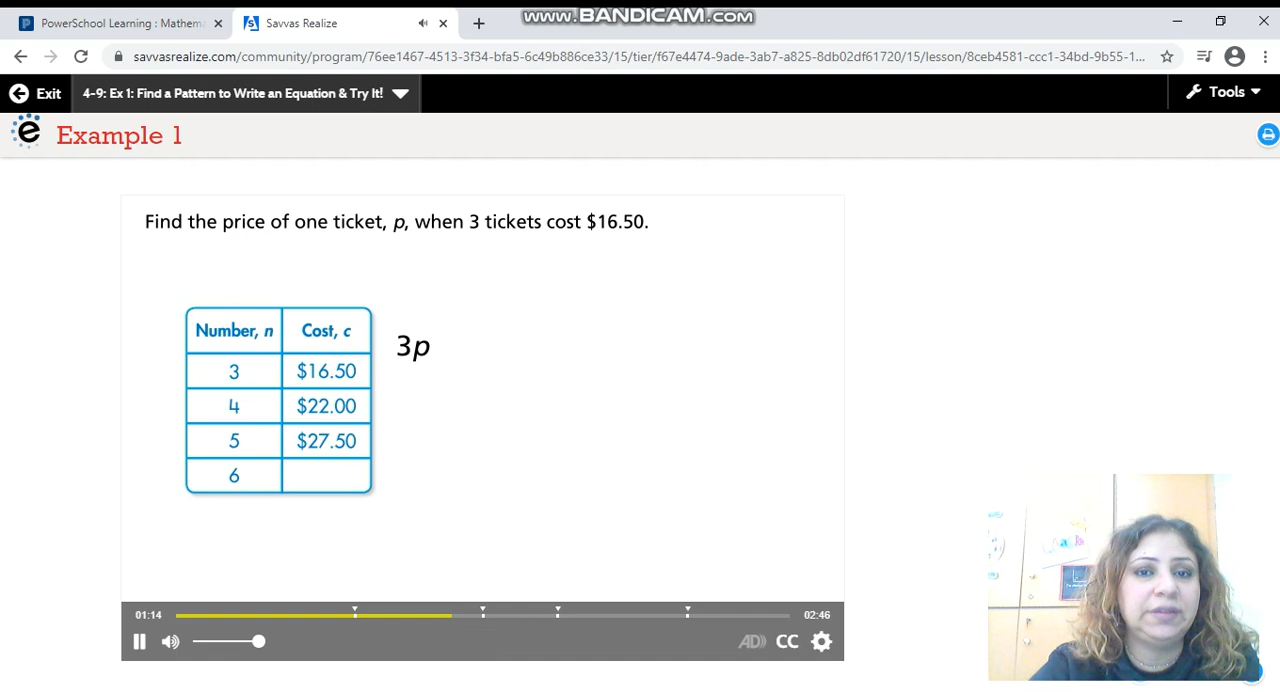 www.BANDICAM.com
PowerSchool Learning : Mathema
Savvas Realize
savvasrealize.com/community/program/76ee1467-4513-3f34-bfa5-6c49b886ce33/15/tier/f67e4474-9ade-3ab7-a825-8db02df61720/15/lesson/8ceb4581-ccc1-34bd-9b55-1...
Exit
4-9: Ex 1: Find a Pattern to Write an Equation & Try It!
Tools
e Example 1
Find the price of one ticket, p, when 3 tickets cost $16.50.
Number, n Cost, c
3p
3 $16.50
4 $22.00
5 $27.50
6
01:14 02:46
AD CC